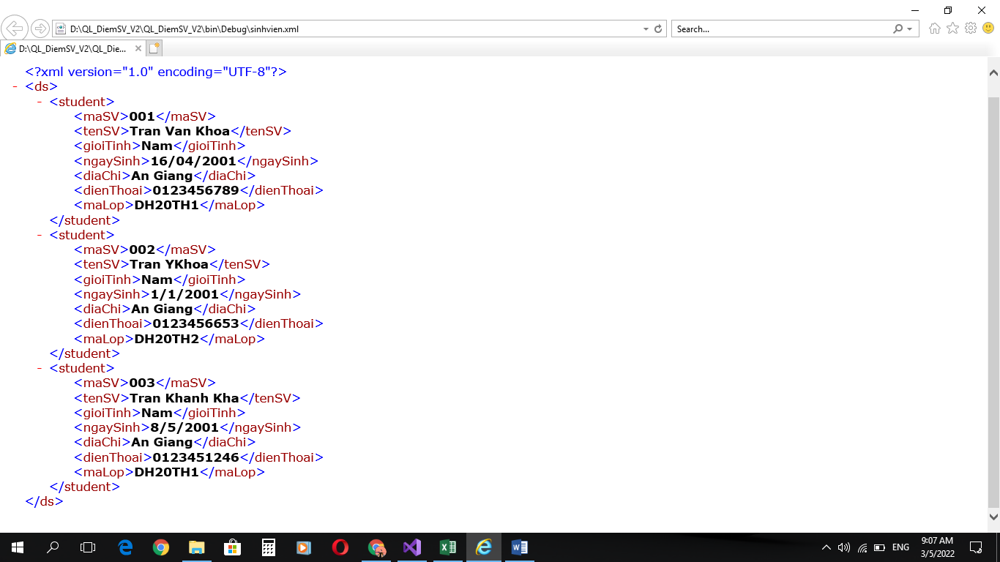 D:\QL_DiemSV_V2\QL_DiemSV_V2\bin\Debug\sinhvien.xml
Search...
D:\QL_DiemSV_V2\QL_Die...
<?xml version="1.0" encoding="UTF-8"?>
- <ds>
- <student>
<maSV>001</maSV>
<tenSV>Tran Van Khoa</tenSV>
<gioiTinh>Nam</gioiTinh>
<ngaySinh>16/04/2001</ngaySinh>
<diaChi>An Giang</diaChi>
<dienThoai>0123456789</dienThoai>
<maLop>DH20TH1</maLop>
</student>
- <student>
<maSV>002</maSV>
<tenSV>Tran YKhoa</tenSV>
<gioiTinh>Nam</gioiTinh>
<ngaySinh>1/1/2001</ngaySinh>
<diaChi>An Giang</diaChi>
<dienThoai>0123456653</dienThoai>
<maLop>DH20TH2</maLop>
</student>
- <student>
<maSV>003</maSV>
<tenSV>Tran Khanh Kha</tenSV>
<gioiTinh>Nam</gioiTinh>
<ngaySinh>8/5/2001</ngaySinh>
<diaChi>An Giang</diaChi>
<dienThoai>0123451246</dienThoai>
<maLop>DH20TH1</maLop>
</student>
</ds>
ENG
9:07 AM
3/5/2022